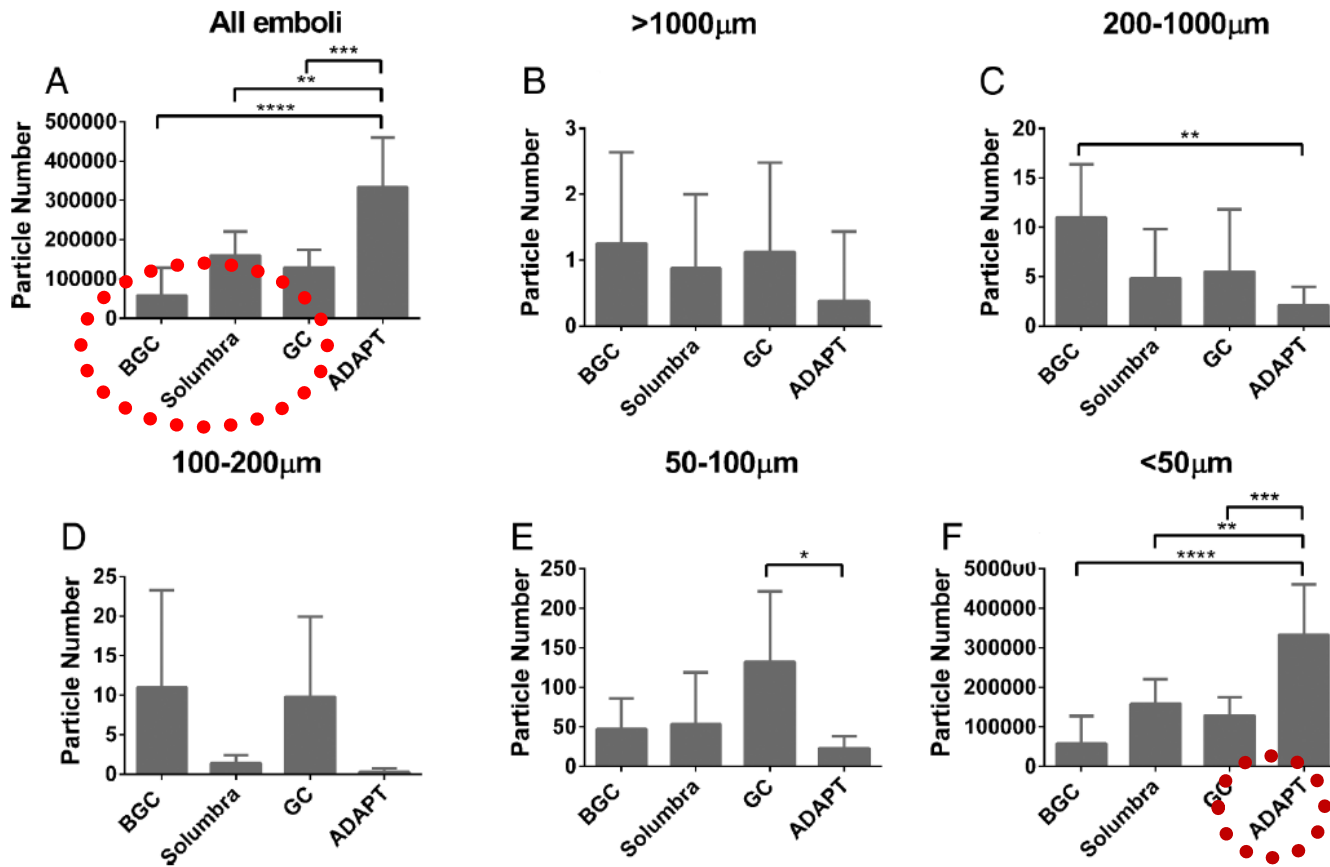 All emboli
>1000μm
200-1000μm
A
***
**
****
Particle Number
500000
400000
300000
200000
100000
0
BGC
Solumbra
GC
ADAPT
B
Particle Number
3
2
1
0
BGC
Solumbra
GC
ADAPT
C
**
Particle Number
20
15
10
5
0
BGC
Solumbra
GC
ADAPT
100-200μm
50-100μm
<50μm
D
Particle Number
25
20
15
10
5
0
BGC
Solumbra
GC
ADAPT
E
*
Particle Number
250
200
150
100
50
0
BGC
Solumbra
GC
ADAPT
F
***
**
****
Particle Number
500000
400000
300000
200000
100000
0
BGC
Solumbra
GC
ADAPT